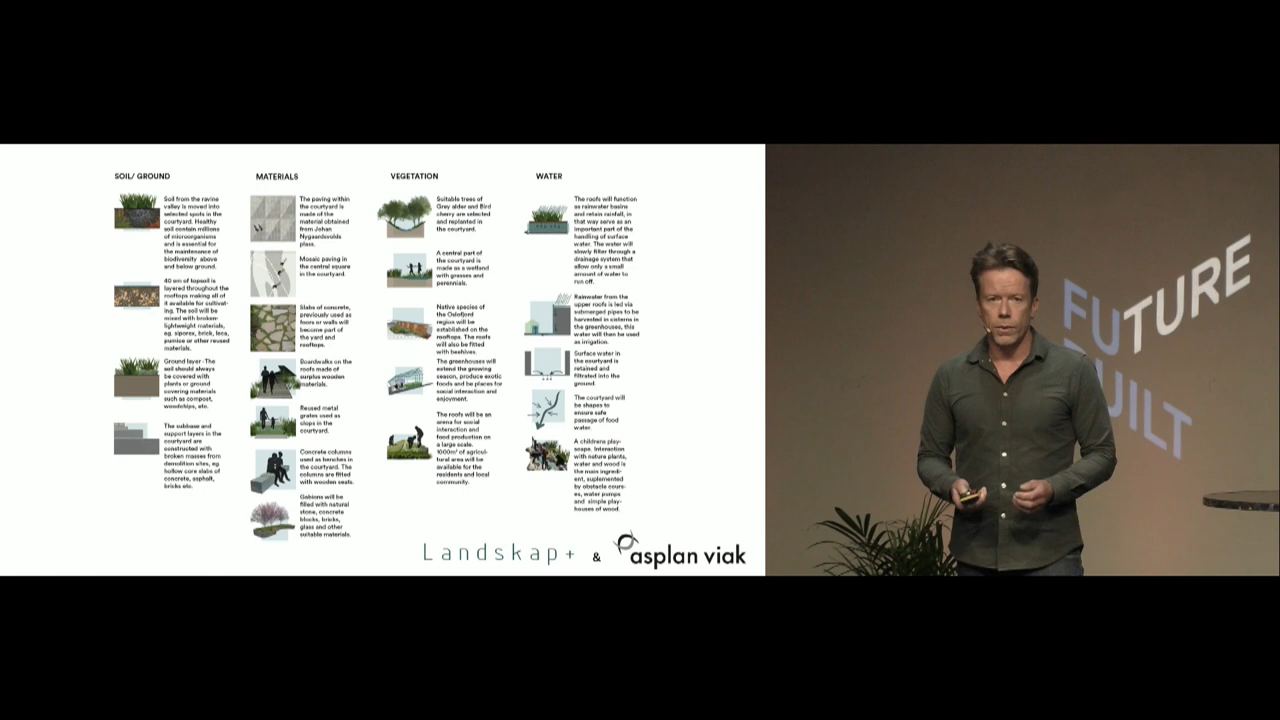 SOIL/ GROUND
Soil from the ravine
valley is moved into
selected spots in the
courtyard. Healthy
soil contain millions
of microorganisms
and is essential for
the maintenance of
biodiversity above
and below ground.
40 cm of topsoil is
layered throughout the
rooftops making all of
it available for cultivat-
ing. The soil will be
mixed with broken
lightweight materials,
eg. siporex, brick, leca,
pumice or other reused
materials.
Ground layer -The
soil should always
be covered with
plants or ground
covering materials
such as compost,
woodchips, etc.
The subbase and
support layers in the
courtyard are
constructed with
broken masses from
demolition sites, eg.
hollow core slabs of
concrete, asphalt,
bricks etc.
MATERIALS
The paving within
the courtyard is
made of the
material obtained
from Johan
Nygaardsvolds
plass.
Mosaic paving in
the central square
in the courtyard.
Slabs of concrete,
previously used as
floors or walls will
become part of
the yard and
rooftops.
Boardwalks on the
roofs made of
surplus wooden
materials.
Reused metal
grates used as
steps in the
courtyard.
Concrete columns
used as benches in
the courtyard. The
columns are fitted
with wooden seats.
Gabions will be
filled with natural
stone, concrete
blocks, bricks,
glass and other
suitable materials.
VEGETATION
Suitable trees of
Grey alder and Bird
cherry are selected
and replanted in
the courtyard.
A central part of
the courtyard is
made as a wetland
with grasses and
perennials.
Native species of
the Oslofjord
region will be
established on the
rooftops. The roofs
will also be fitted
with beehives.
The greenhouses will
extend the growing
season, produce exotic
foods and be places for
social interaction and
enjoyment.
The roofs will be an
arena for social
interaction and
food production on
a large scale.
1000m² of agricul-
tural area will be
available for the
residents and local
community.
WATER
The roofs will function
as rainwater basins
and retain rainfall, in
that way serve as an
important part of the
handling of surface
water. The water will
slowly filter through a
drainage system that
allow only a small
amount of water to
run off.
Rainwater from the
upper roofs is led via
submerged pipes to be
harvested in cisterns in
the greenhouses, this
water will then be used
as irrigation.
Surface water in
the courtyard is
retained and
filtrated into the
ground.
The courtyard will
be shapes to
ensure safe
passage of flood
water.
A childrens play-
scape. Interaction
with nature plants,
water and wood is
the main ingredi-
ent, suplemented
by obstacle cours-
es, water pumps
and simple play-
houses of wood.
Landskap+ & asplan viak
FUTURE
BUILT